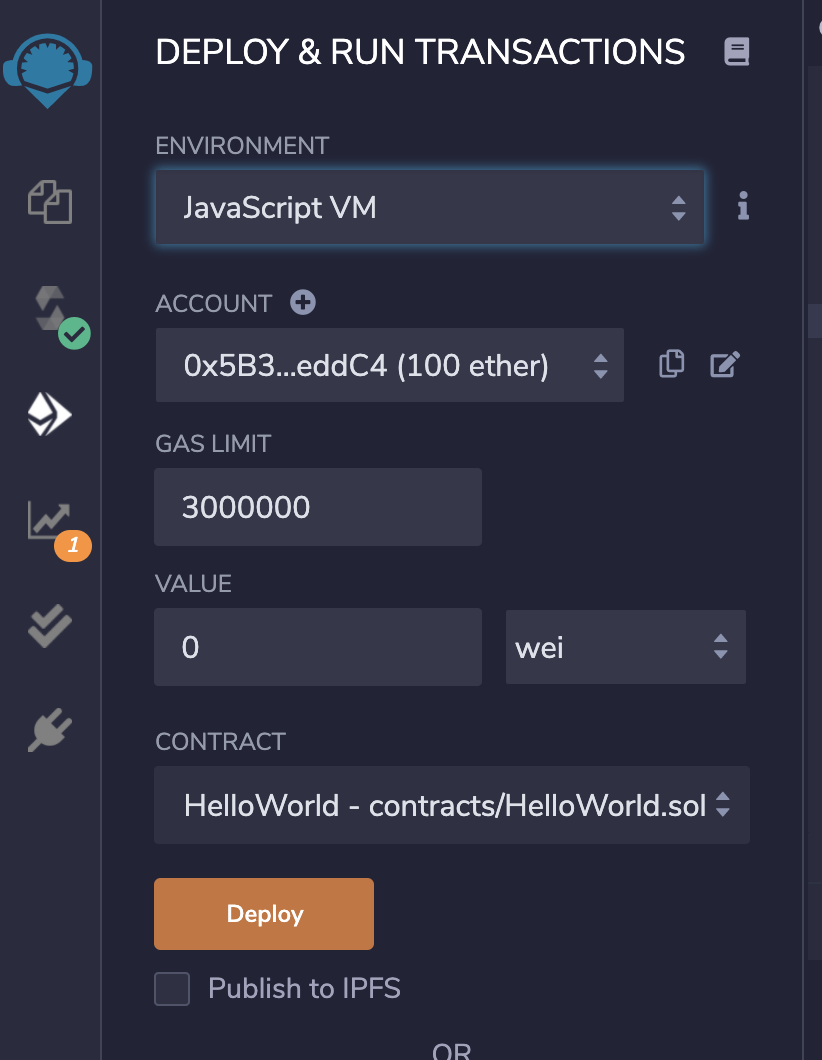 DEPLOY & RUN TRANSACTIONS
ENVIRONMENT
JavaScript VM
ACCOUNT
0x5B3...eddC4 (100 ether)
GAS LIMIT
3000000
1
VALUE
0 wei
CONTRACT
HelloWorld - contracts/HelloWorld.sol
Deploy
Publish to IPFS
OR